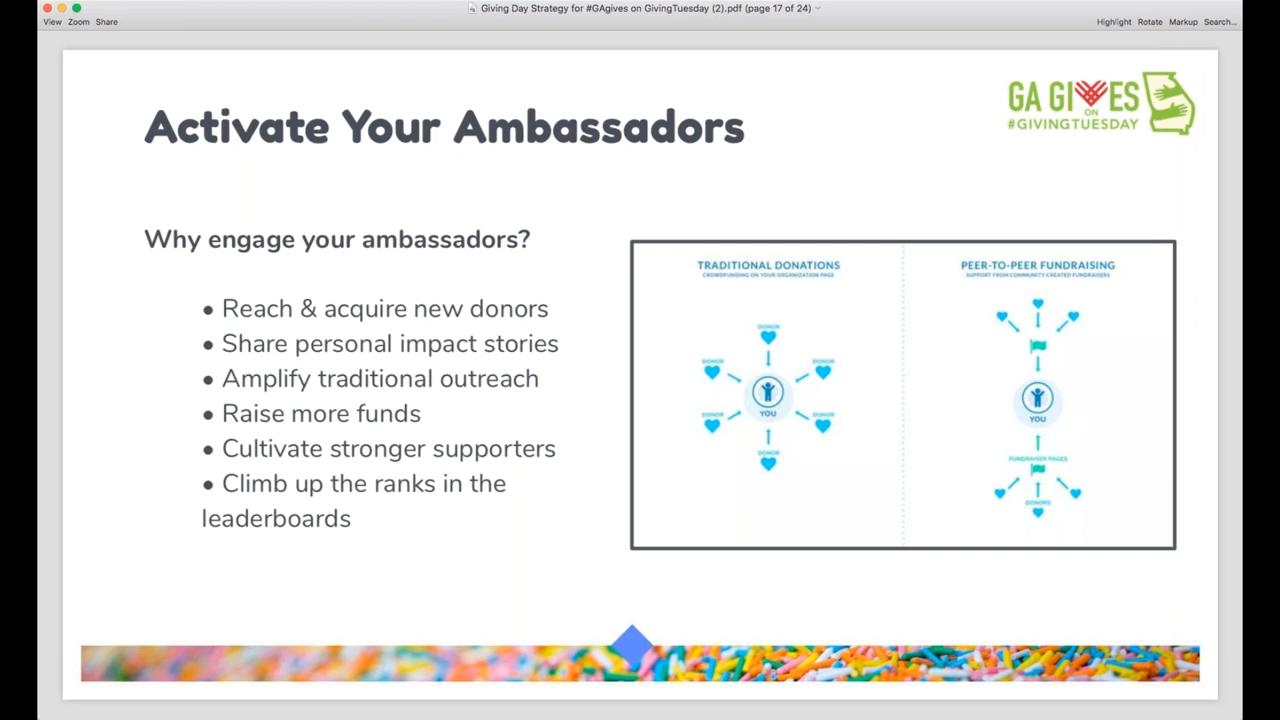 Giving Day Strategy for #GAgives on GivingTuesday (2).pdf (page 17 of 24)
View Zoom Share
Highlight Rotate Markup Search...
GA GIVES
ON
#GIVINGTUESDAY
Activate Your Ambassadors
Why engage your ambassadors?
• Reach & acquire new donors
• Share personal impact stories
• Amplify traditional outreach
• Raise more funds
• Cultivate stronger supporters
• Climb up the ranks in the
leaderboards
TRADITIONAL DONATIONS
CROWDFUNDING ON YOUR ORGANIZATION PAGE
DONOR
DONOR
DONOR
YOU
DONOR
DONOR
DONOR
PEER-TO-PEER FUNDRAISING
SUPPORT FROM COMMUNITY-CREATED FUNDRAISERS
YOU
FUNDRAISER PAGES
DONORS